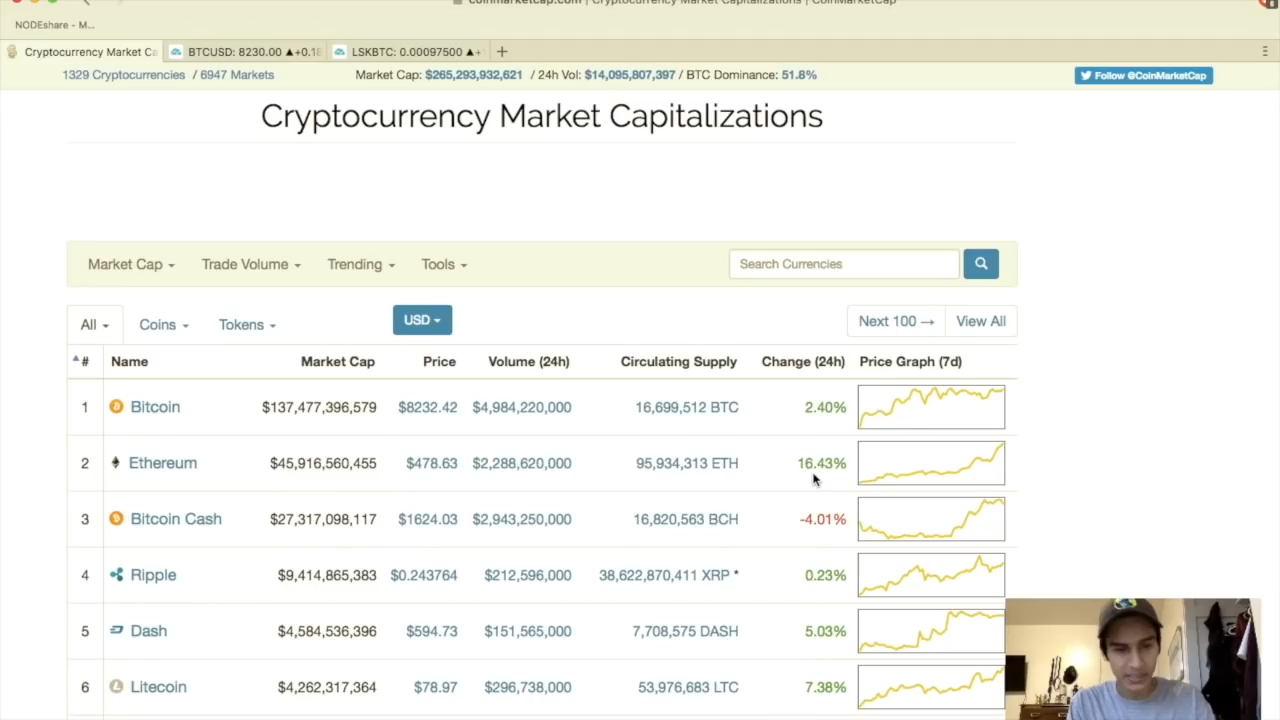 coinmarketcap.com | Cryptocurrency Market Capitalizations | CoinMarketCap
NODEshare - M...
Cryptocurrency Market Ca
BTCUSD: 8230.00 ▲+0.1
LSKBTC: 0.00097500 ▲+
1329 Cryptocurrencies / 6947 Markets
Market Cap: $265,293,932,621 / 24h Vol: $14,095,807,397 / BTC Dominance: 51.8%
Follow @CoinMarketCap
Cryptocurrency Market Capitalizations
Market Cap Trade Volume Trending Tools
Search Currencies
All Coins Tokens USD Next 100 → View All
# Name Market Cap Price Volume (24h) Circulating Supply Change (24h) Price Graph (7d)
1 Bitcoin $137,477,396,579 $8232.42 $4,984,220,000 16,699,512 BTC 2.40%
2 Ethereum $45,916,560,455 $478.63 $2,288,620,000 95,934,313 ETH 16.43%
3 Bitcoin Cash $27,317,098,117 $1624.03 $2,943,250,000 16,820,563 BCH -4.01%
4 Ripple $9,414,865,383 $0.243764 $212,596,000 38,622,870,411 XRP * 0.23%
5 Dash $4,584,536,396 $594.73 $151,565,000 7,708,575 DASH 5.03%
6 Litecoin $4,262,317,364 $78.97 $296,738,000 53,976,683 LTC 7.38%